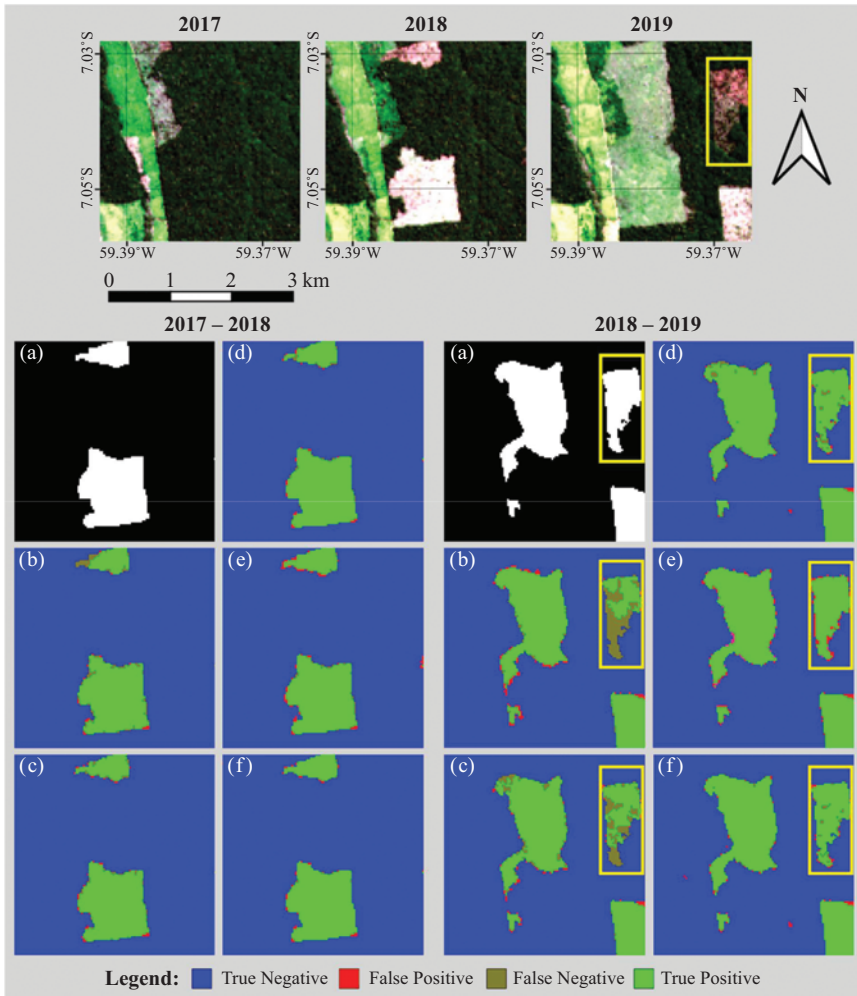 2017 2018 2019
7.03°S 7.03°S 7.03°S
N
7.05°S 7.05°S 7.05°S
59.39°W 59.37°W 59.39°W 59.37°W 59.39°W 59.37°W
0 1 2 3 km
2017 – 2018 2018 – 2019
(a) (d) (a) (d)
(b) (e) (b) (e)
(c) (f) (c) (f)
Legend: True Negative False Positive False Negative True Positive